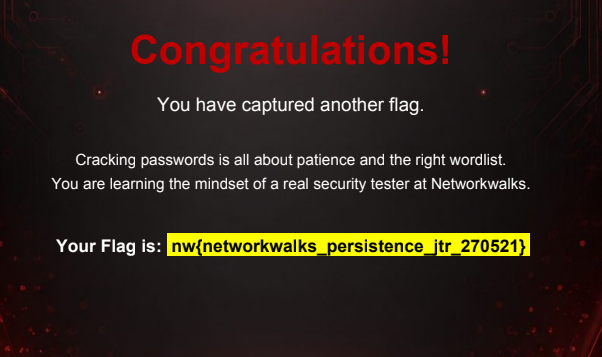 Congratulations!
You have captured another flag.
Cracking passwords is all about patience and the right wordlist.
You are learning the mindset of a real security tester at Networkwalks.
Your Flag is: nw{networkwalks_persistence_jtr_270521}